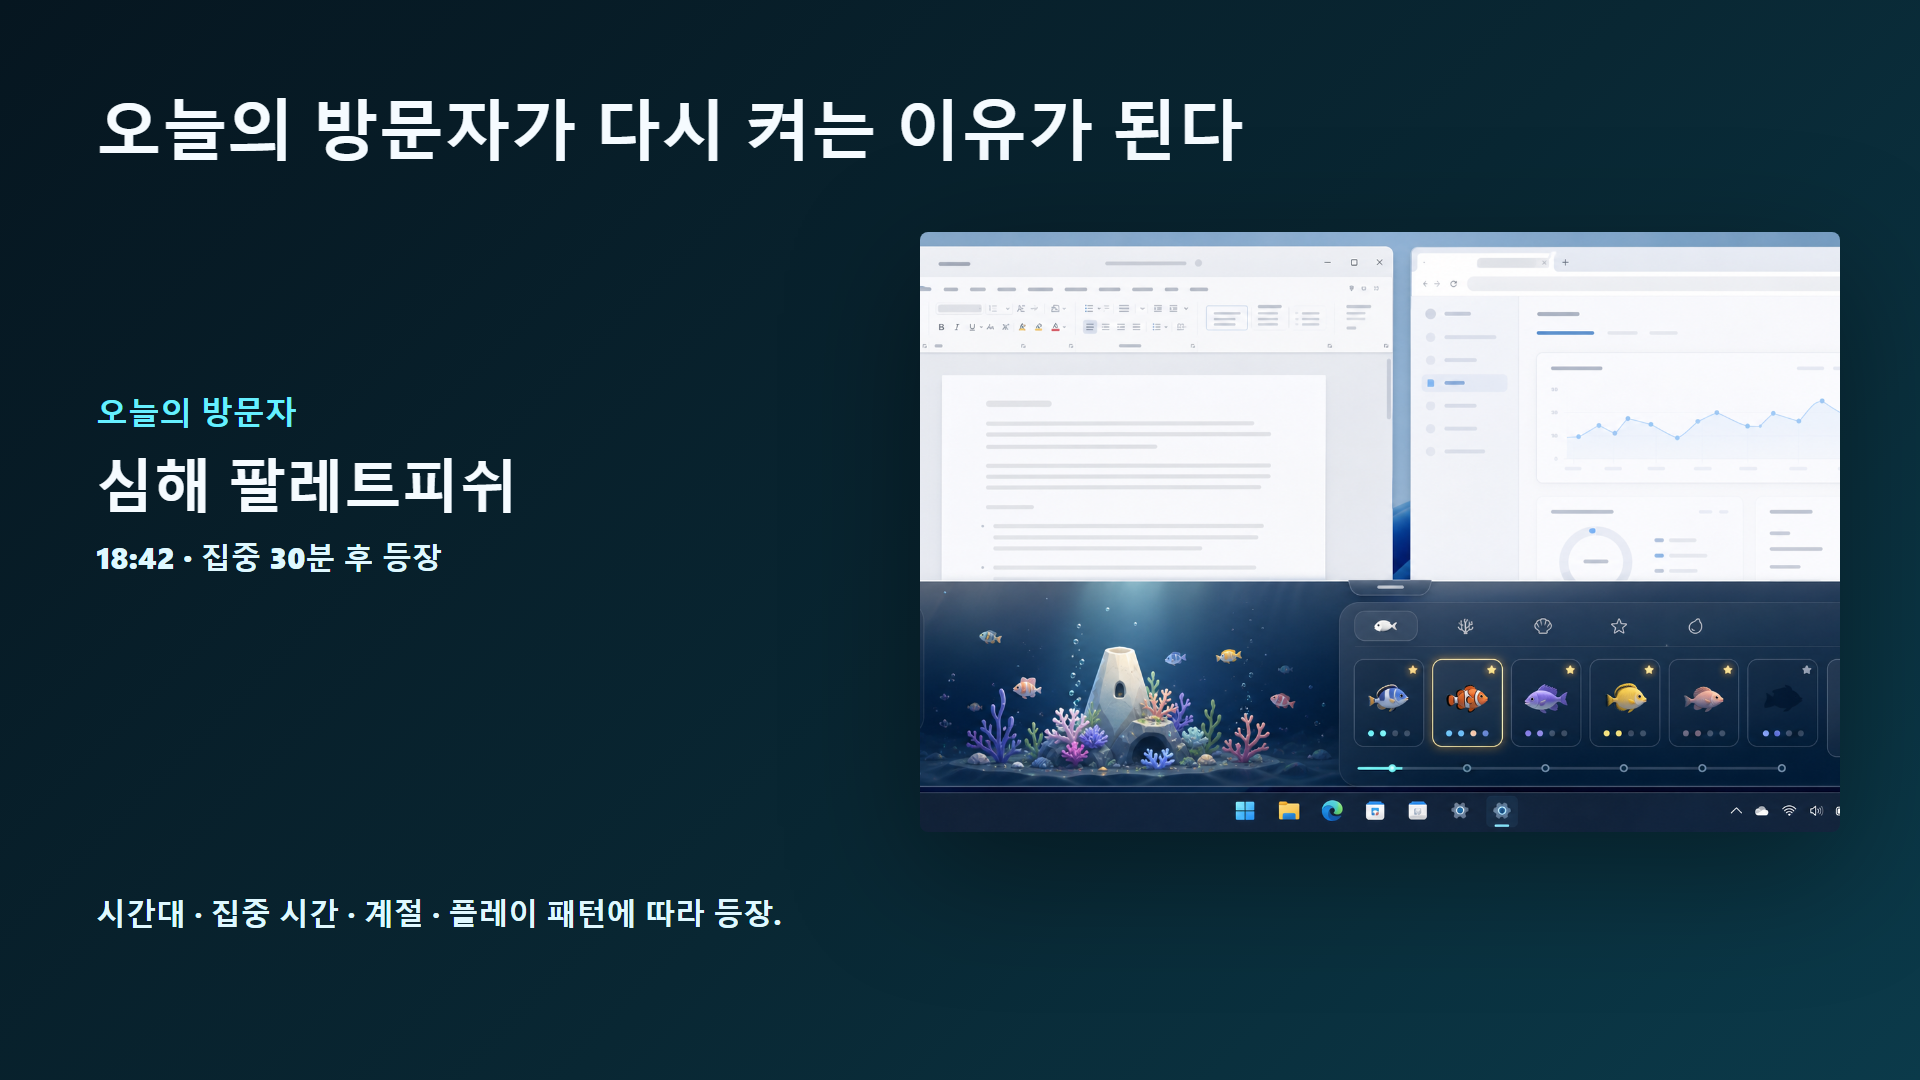 오늘의 방문자가 다시 켜는 이유가 된다
오늘의 방문자
심해 팔레트피쉬
18:42 · 집중 30분 후 등장
시간대 · 집중 시간 · 계절 · 플레이 패턴에 따라 등장.